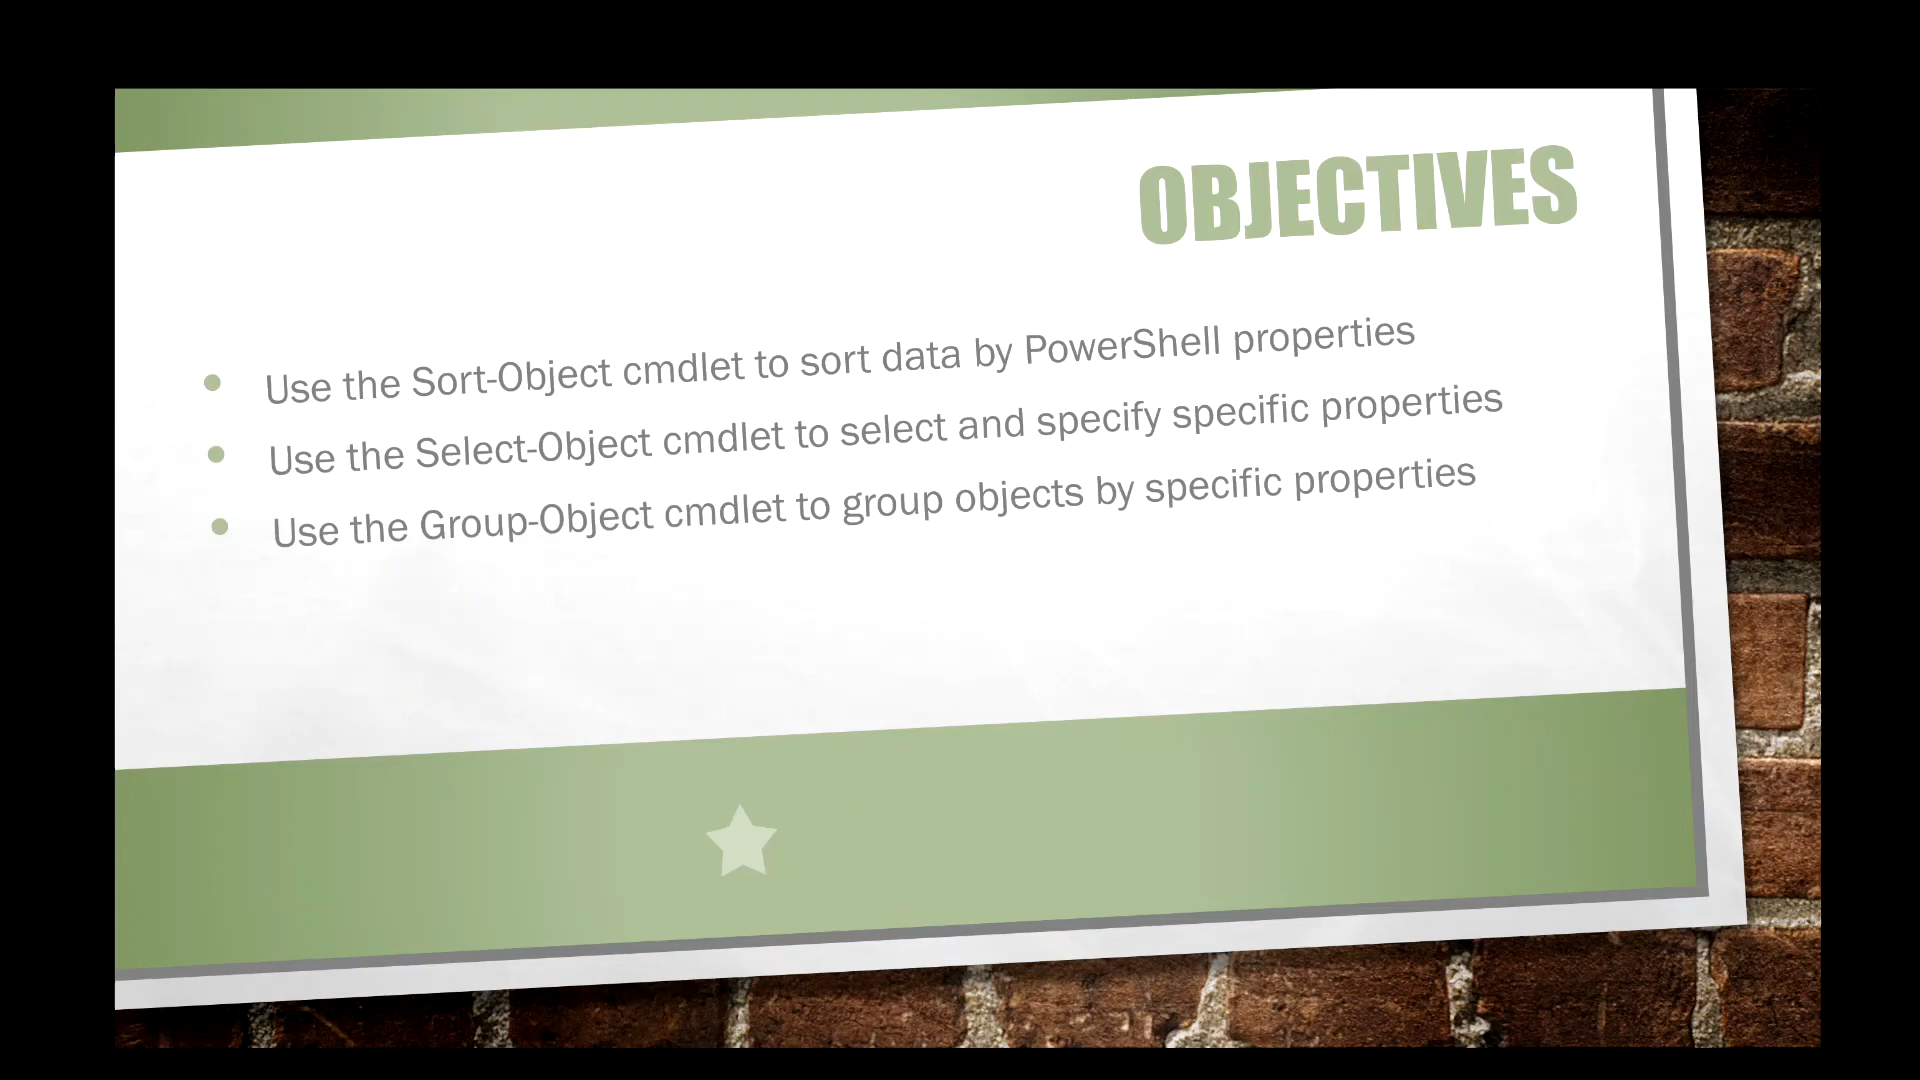 OBJECTIVES
Use the Sort-Object cmdlet to sort data by PowerShell properties
Use the Select-Object cmdlet to select and specify specific properties
Use the Group-Object cmdlet to group objects by specific properties